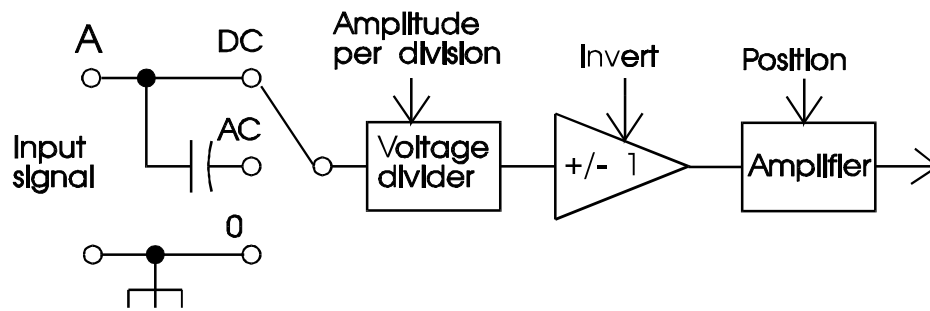 A
DC
Amplitude
per division
Invert
Position
AC
Input
signal
Voltage
divider
+/- 1
Amplifier
0